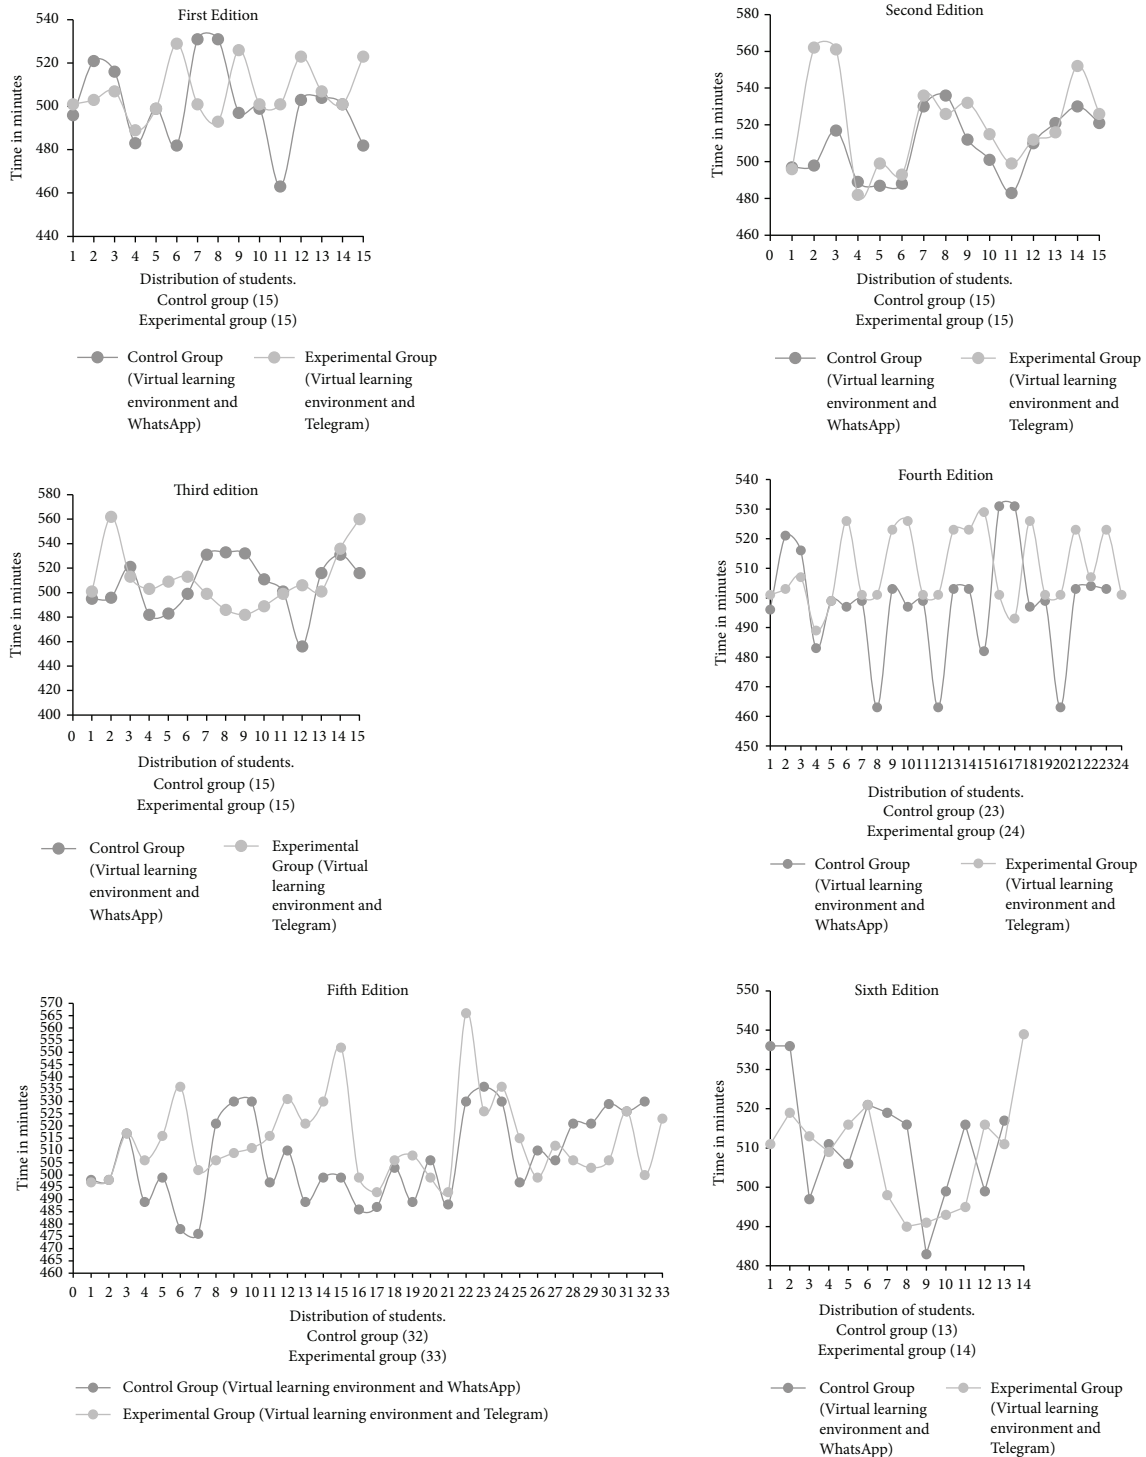 First Edition
540
520
500
480
460
440
Time in minutes
1 2 3 4 5 6 7 8 9 10 11 12 13 14 15
Distribution of students.
Control group (15)
Experimental group (15)
Control Group
(Virtual learning
environment and
WhatsApp)
Experimental Group
(Virtual learning
environment and
Telegram)
Second Edition
580
560
540
520
500
480
460
Time in minutes
0 1 2 3 4 5 6 7 8 9 10 11 12 13 14 15
Distribution of students.
Control group (15)
Experimental group (15)
Control Group
(Virtual learning
environment and
WhatsApp)
Experimental Group
(Virtual learning
environment and
Telegram)
Third edition
580
560
540
520
500
480
460
440
420
400
Time in minutes
0 1 2 3 4 5 6 7 8 9 10 11 12 13 14 15
Distribution of students.
Control group (15)
Experimental group (15)
Control Group
(Virtual learning
environment and
WhatsApp)
Experimental
Group (Virtual
learning
environment and
Telegram)
Fourth Edition
540
530
520
510
500
490
480
470
460
450
Time in minutes
1 2 3 4 5 6 7 8 9 10 11 12 13 14 15 16 17 18 19 20 21 22 23 24
Distribution of students.
Control group (23)
Experimental group (24)
Control Group
(Virtual learning
environment and
WhatsApp)
Experimental Group
(Virtual learning
environment and
Telegram)
Fifth Edition
570
565
560
555
550
545
540
535
530
525
520
515
510
505
500
495
490
485
480
475
470
465
460
Time in minutes
0 1 2 3 4 5 6 7 8 9 10 11 12 13 14 15 16 17 18 19 20 21 22 23 24 25 26 27 28 29 30 31 32 33
Distribution of students.
Control group (32)
Experimental group (33)
Control Group (Virtual learning environment and WhatsApp)
Experimental Group (Virtual learning environment and Telegram)
Sixth Edition
550
540
530
520
510
500
490
480
Time in minutes
1 2 3 4 5 6 7 8 9 10 11 12 13 14
Distribution of students.
Control group (13)
Experimental group (14)
Control Group
(Virtual learning
environment and
WhatsApp)
Experimental Group
(Virtual learning
environment and
Telegram)